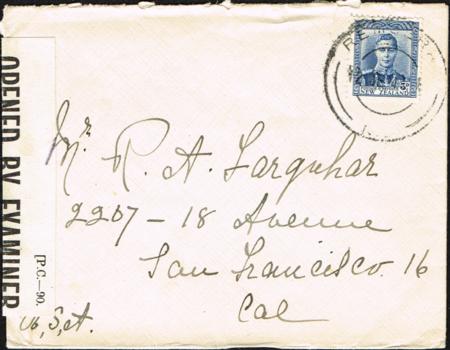 OPENED BY EXAMINER
[P.C.—90.
NEW ZEALAND
Mr R. A. Farquhar
2207 – 18 Avenue
San Francisco. 16
Cal
U, S, A.